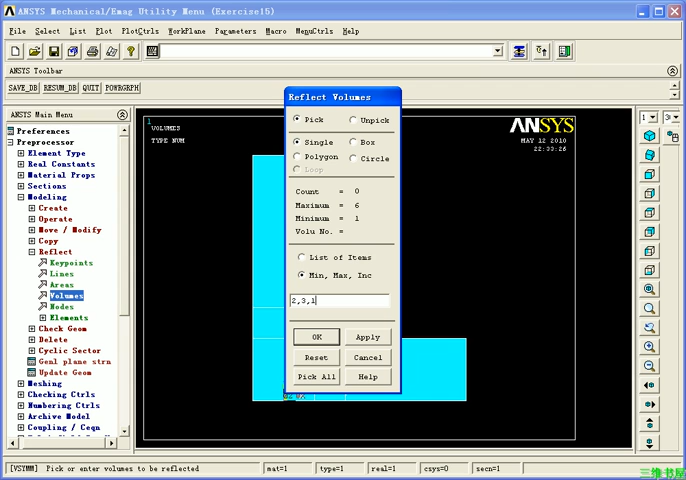 ANSYS Mechanical/Emag Utility Menu (Exercise15)
File Select List Plot PlotCtrls WorkPlane Parameters Macro MenuCtrls Help
ANSYS Toolbar
SAVE_DB RESUM_DB QUIT POWRGRPH
ANSYS Main Menu
Preferences
Preprocessor
Element Type
Real Constants
Material Props
Sections
Modeling
Create
Operate
Move / Modify
Copy
Reflect
Keypoints
Lines
Areas
Volumes
Nodes
Elements
Check Geom
Delete
Cyclic Sector
Genl plane strn
Update Geom
Meshing
Checking Ctrls
Numbering Ctrls
Archive Model
Coupling / Ceqn
1
VOLUMES
TYPE NUM
ANSYS
MAY 12 2010
22:33:26
Reflect Volumes
Pick Unpick
Single Box
Polygon Circle
Loop
Count = 0
Maximum = 6
Minimum = 1
Volu No. =
List of Items
Min, Max, Inc
2,3,1
OK Apply
Reset Cancel
Pick All Help
1
[VSYMM] Pick or enter volumes to be reflected
mat=1
type=1
real=1
csys=0
secn=1
三维书屋